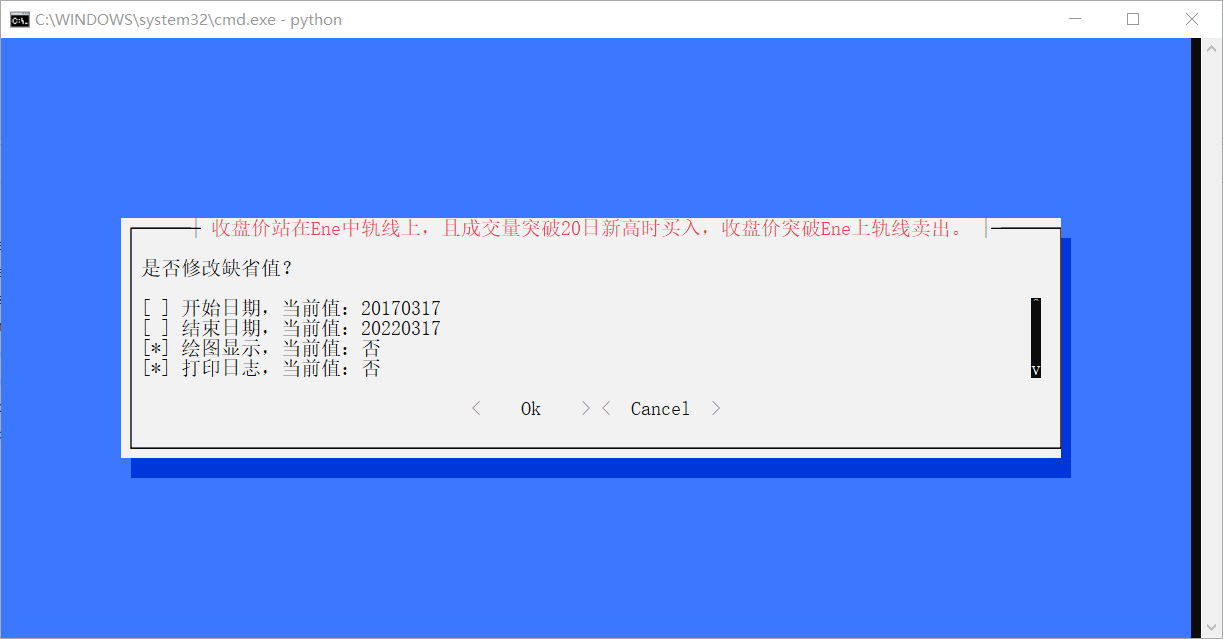 C:\WINDOWS\system32\cmd.exe - python
收盘价站在Ene中轨线上，且成交量突破20日新高时买入，收盘价突破Ene上轨线卖出。
是否修改缺省值？
[ ] 开始日期，当前值：20170317
[ ] 结束日期，当前值：20220317
[*] 绘图显示，当前值：否
[*] 打印日志，当前值：否
< Ok > < Cancel >